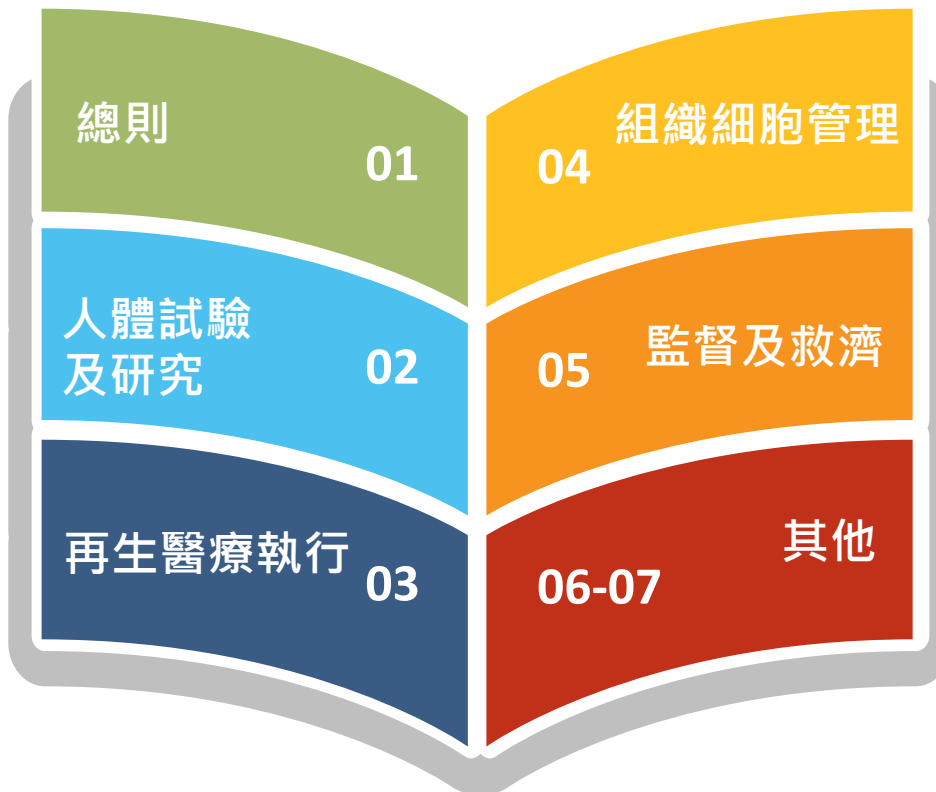 總則
01
人體試驗
及研究
02
再生醫療執行
03
組織細胞管理
04
監督及救濟
05
其他
06-07